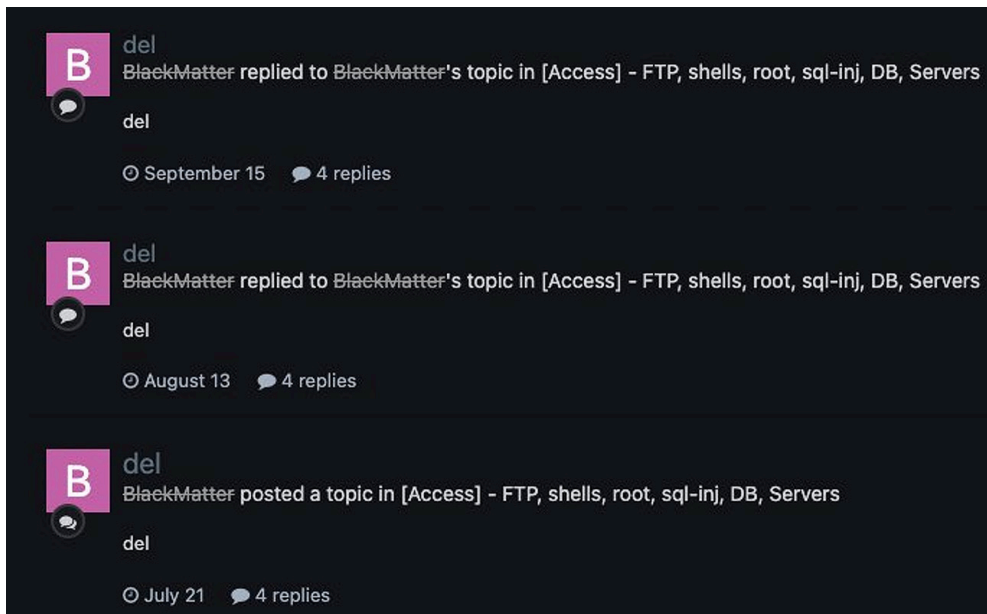 B
del
BlackMatter replied to BlackMatter's topic in [Access] - FTP, shells, root, sql-inj, DB, Servers
del
September 15 4 replies
B
del
BlackMatter replied to BlackMatter's topic in [Access] - FTP, shells, root, sql-inj, DB, Servers
del
August 13 4 replies
B
del
BlackMatter posted a topic in [Access] - FTP, shells, root, sql-inj, DB, Servers
del
July 21 4 replies